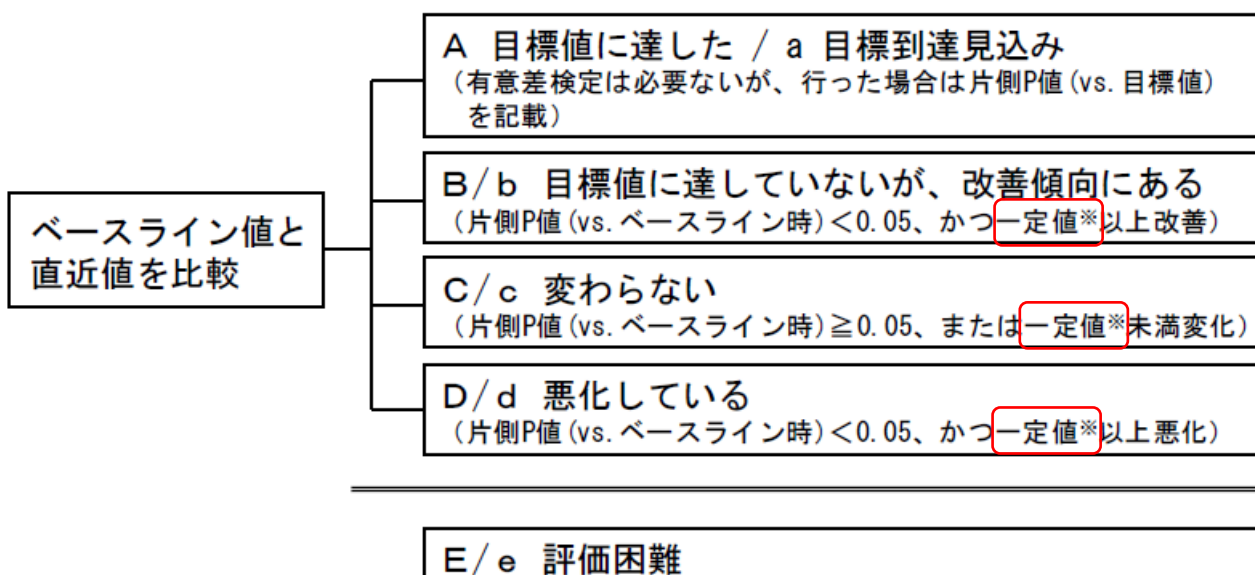 A 目標値に達した / a 目標到達見込み
(有意差検定は必要ないが、行った場合は片側P値(vs.目標値)
を記載)
B/b 目標値に達していないが、改善傾向にある
(片側P値(vs.ベースライン時)<0.05、かつ一定値※以上改善)
ベースライン値と
直近値を比較
C/c 変わらない
(片側P値(vs.ベースライン時)≧0.05、または一定値※未満変化)
D/d 悪化している
(片側P値(vs.ベースライン時)<0.05、かつ一定値※以上悪化)
E/e 評価困難